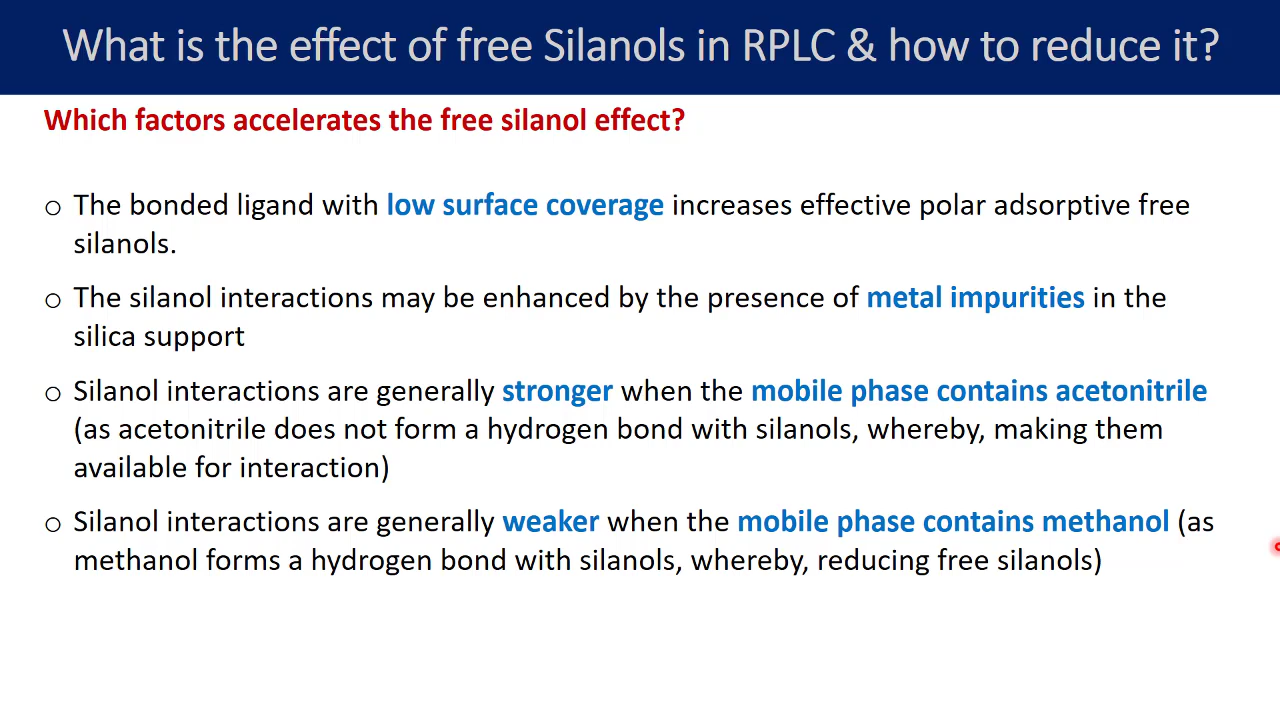 What is the effect of free Silanols in RPLC & how to reduce it?
Which factors accelerates the free silanol effect?
o The bonded ligand with low surface coverage increases effective polar adsorptive free
silanols.
o The silanol interactions may be enhanced by the presence of metal impurities in the
silica support
o Silanol interactions are generally stronger when the mobile phase contains acetonitrile
(as acetonitrile does not form a hydrogen bond with silanols, whereby, making them
available for interaction)
o Silanol interactions are generally weaker when the mobile phase contains methanol (as
methanol forms a hydrogen bond with silanols, whereby, reducing free silanols)